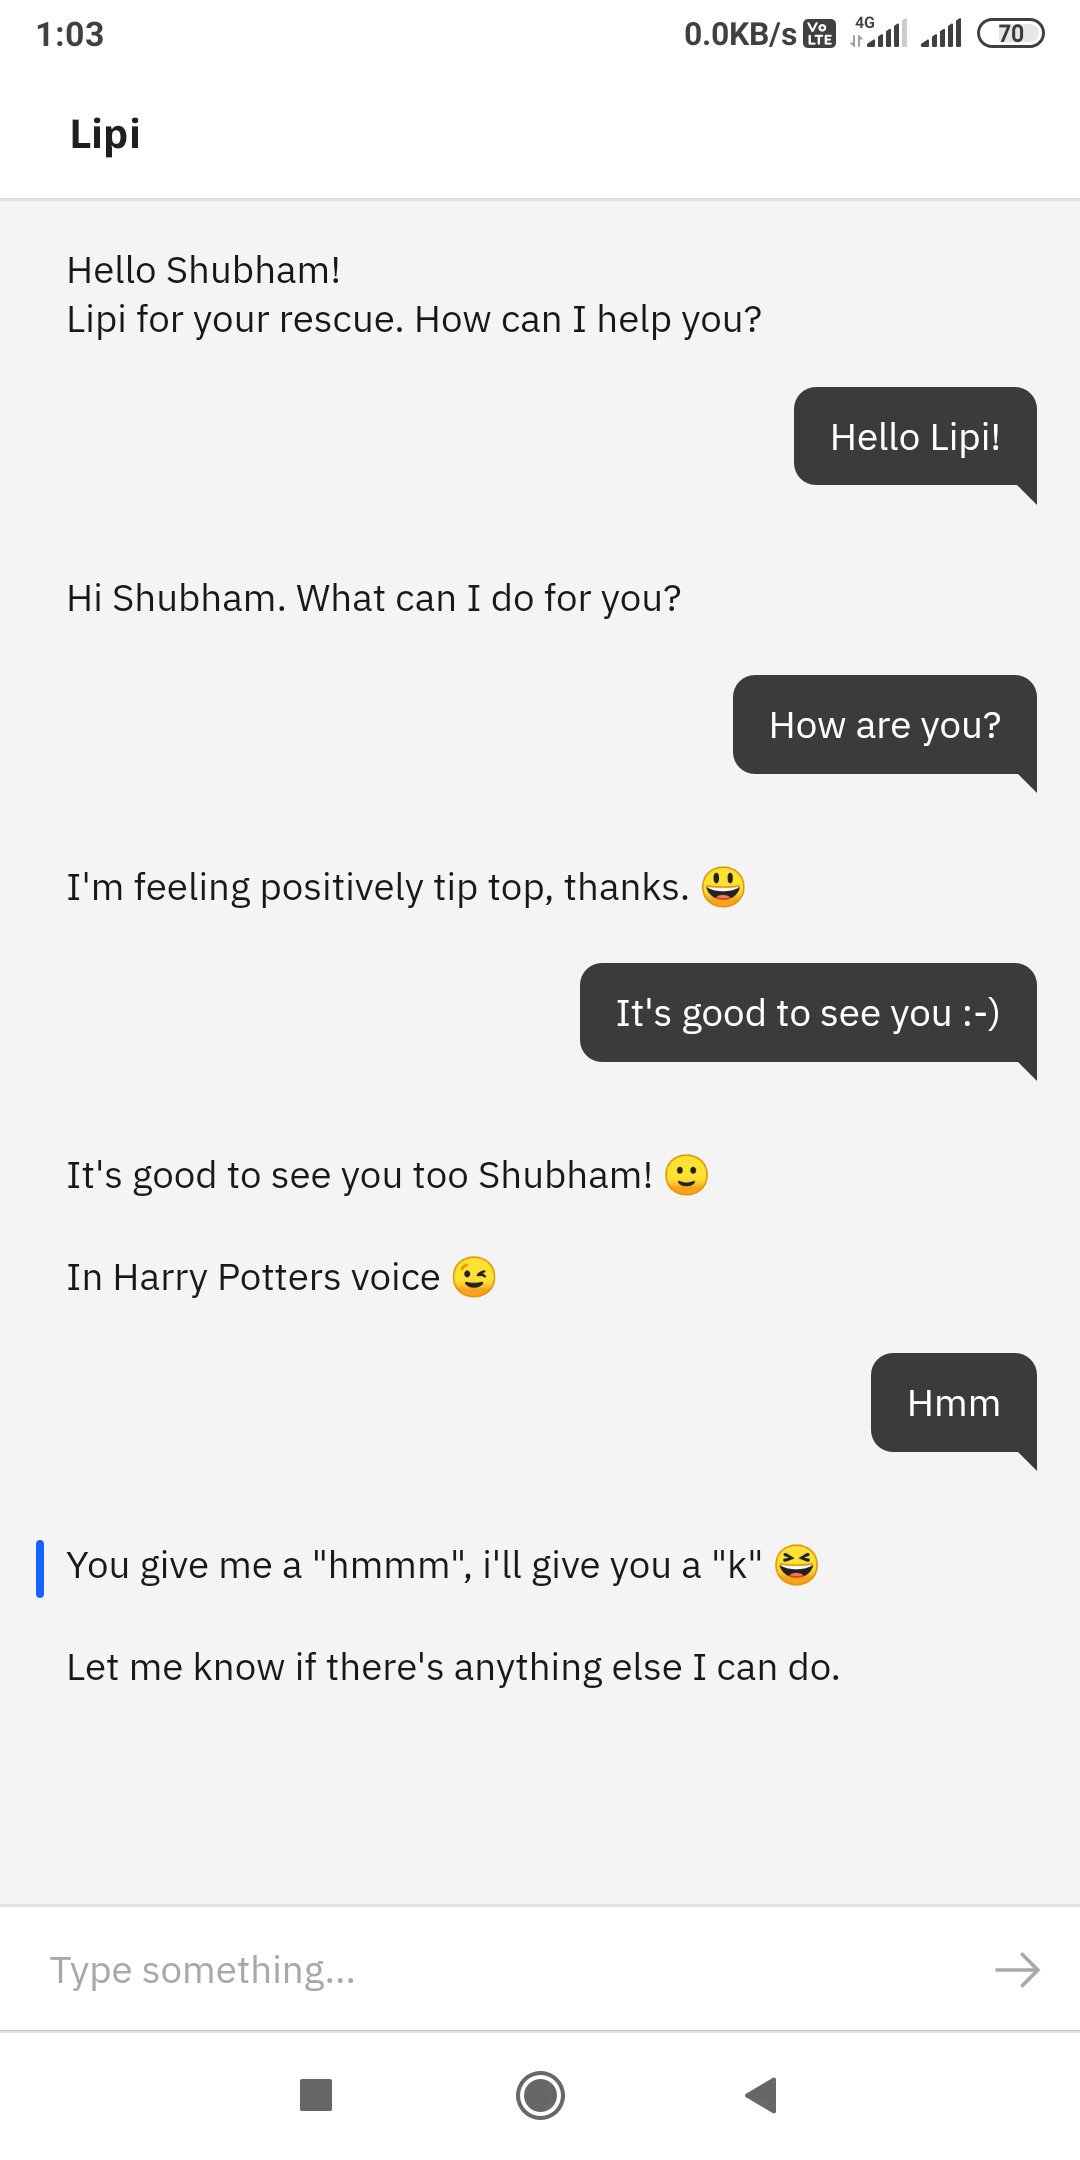 1:03
0.0KB/s Vo LTE 4G 70
Lipi
Hello Shubham!
Lipi for your rescue. How can I help you?
Hello Lipi!
Hi Shubham. What can I do for you?
How are you?
I'm feeling positively tip top, thanks. 😃
It's good to see you :-)
It's good to see you too Shubham! 🙂
In Harry Potters voice 😉
Hmm
You give me a "hmmm", i'll give you a "k" 😆
Let me know if there's anything else I can do.
Type something...